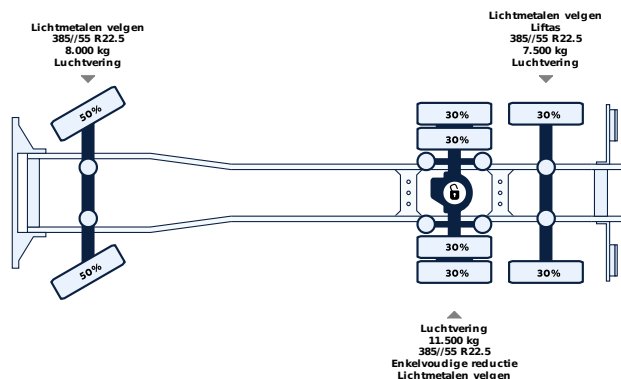 Lichtmetalen velgen
385//55 R22.5
8.000 kg
Luchtvering
Lichtmetalen velgen
Liftas
385//55 R22.5
7.500 kg
Luchtvering
50%
30%
30%
30%
50%
30%
30%
30%
Luchtvering
11.500 kg
385//55 R22.5
Enkelvoudige reductie
Lichtmetalen velgen